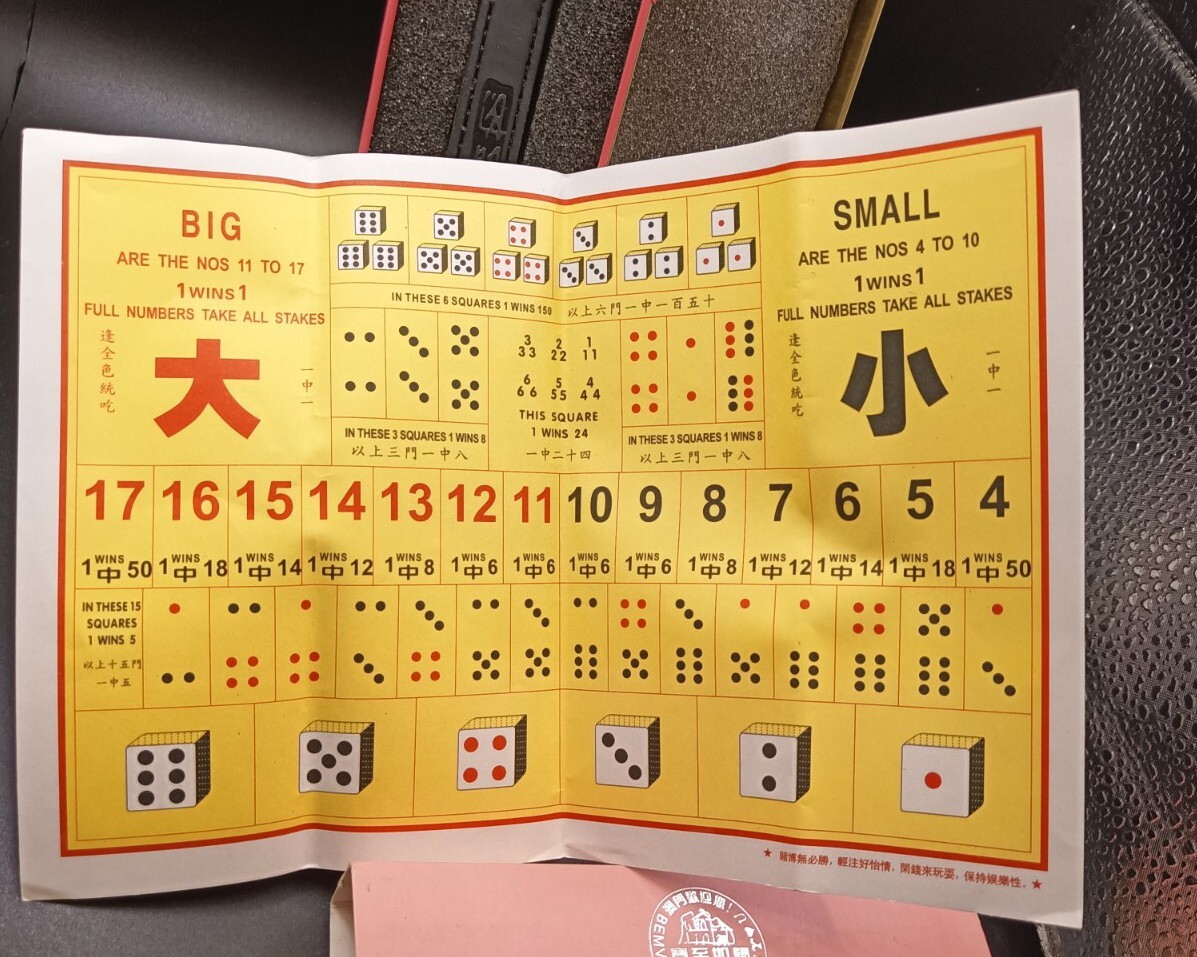 BIG
ARE THE NOS 11 TO 17
1 WINS 1
FULL NUMBERS TAKE ALL STAKES
逢全色統吃
大
一中一
IN THESE 6 SQUARES 1 WINS 150
以上六門一中一百五十
3 2 1
33 22 11
6 5 4
66 55 44
THIS SQUARE
1 WINS 24
一中二十四
IN THESE 3 SQUARES 1 WINS 8
以上三門一中八
IN THESE 3 SQUARES 1 WINS 8
以上三門一中八
SMALL
ARE THE NOS 4 TO 10
1 WINS 1
FULL NUMBERS TAKE ALL STAKES
逢全色統吃
小
一中一
17 16 15 14 13 12 11 10 9 8 7 6 5 4
1 WINS 中 50
1 WINS 中 18
1 WINS 中 14
1 WINS 中 12
1 WINS 中 8
1 WINS 中 6
1 WINS 中 6
1 WINS 中 6
1 WINS 中 6
1 WINS 中 8
1 WINS 中 12
1 WINS 中 14
1 WINS 中 18
1 WINS 中 50
IN THESE 15
SQUARES
1 WINS 5
以上十五門
一中五
★ 賭博無必勝，輕注好怡情，閑錢來玩耍，保持娛樂性。★
澳門歡迎您！